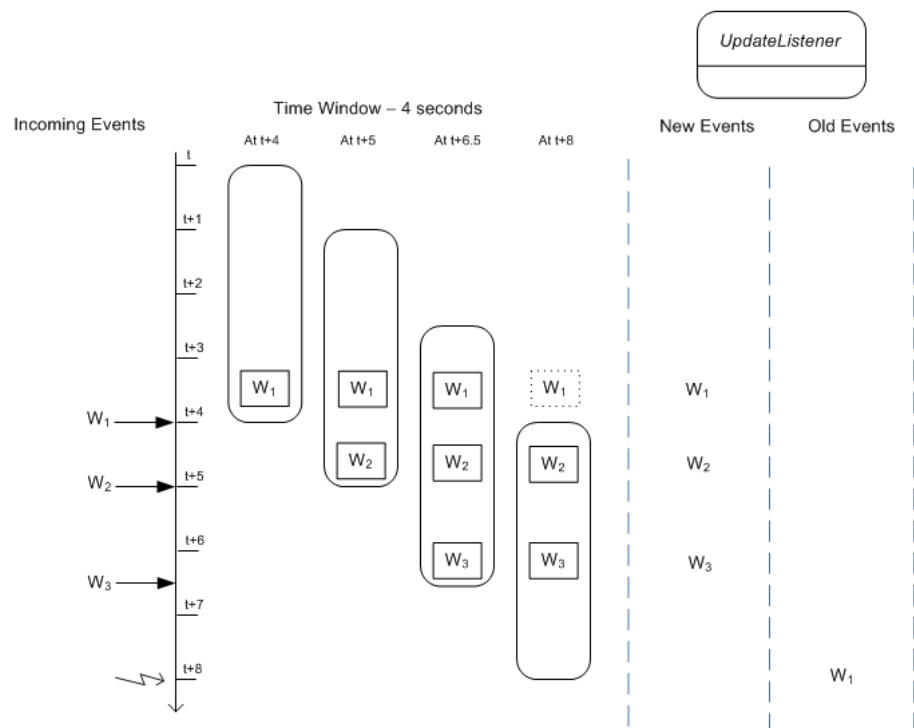 UpdateListener
Time Window – 4 seconds
Incoming Events
New Events
Old Events
At t+4
At t+5
At t+6.5
At t+8
t
t+1
t+2
t+3
W1
W1
W1
W1
W1
t+4
W1
W2
W2
W2
W2
t+5
W2
t+6
W3
W3
W3
W3
t+7
t+8
W1